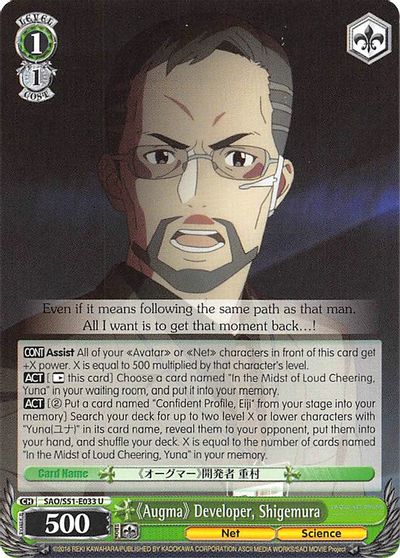 LEVEL
1
1
COST
Even if it means following the same path as that man.
All I want is to get that moment back...!
CONT Assist All of your «Avatar» or «Net» characters in front of this card get
+X power. X is equal to 500 multiplied by that character's level.
ACT [ this card] Choose a card named "In the Midst of Loud Cheering,
Yuna" in your waiting room, and put it into your memory.
ACT [② Put a card named "Confident Profile, Eiji" from your stage into your
memory] Search your deck for up to two level X or lower characters with
"Yuna(ユナ)" in its card name, reveal them to your opponent, put them into
your hand, and shuffle your deck. X is equal to the number of cards named
"In the Midst of Loud Cheering, Yuna" in your memory.
Card Name
《オーグマー》開発者 重村
CH SAO/S51-E033 U
POWER
500
《Augma》 Developer, Shigemura
Net
Science
©2016 REKI KAWAHARA/PUBLISHED BY KADOKAWA CORPORATION ASCII MEDIA WORKS/SAO MOVIE Project